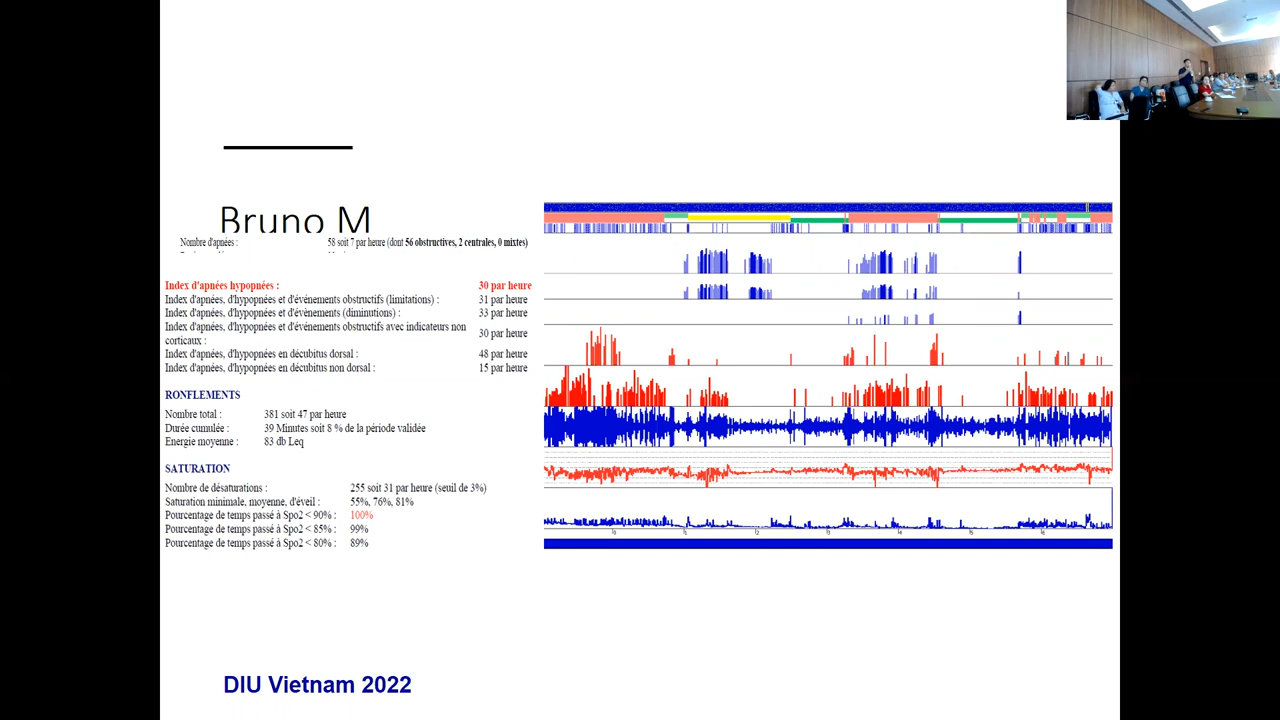 Bruno M
Nombre d'apnées : 58 soit 7 par heure (dont 56 obstructives, 2 centrales, 0 mixtes)
Index d'apnées hypopnées : 30 par heure
Index d'apnées, d'hypopnées et d'événements obstructifs (limitations) : 31 par heure
Index d'apnées, d'hypopnées et d'évènements (diminutions) : 33 par heure
Index d'apnées, d'hypopnées et d'événements obstructifs avec indicateurs non
corticaux : 30 par heure
Index d'apnées, d'hypopnées en décubitus dorsal : 48 par heure
Index d'apnées, d'hypopnées en décubitus non dorsal : 15 par heure
RONFLEMENTS
Nombre total : 381 soit 47 par heure
Durée cumulée : 39 Minutes soit 8 % de la période validée
Energie moyenne : 83 db Leq
SATURATION
Nombre de désaturations : 255 soit 31 par heure (seuil de 3%)
Saturation minimale, moyenne, d'éveil : 55%, 76%, 81%
Pourcentage de temps passé à Spo2 < 90% : 100%
Pourcentage de temps passé à Spo2 < 85% : 99%
Pourcentage de temps passé à Spo2 < 80% : 89%
DIU Vietnam 2022